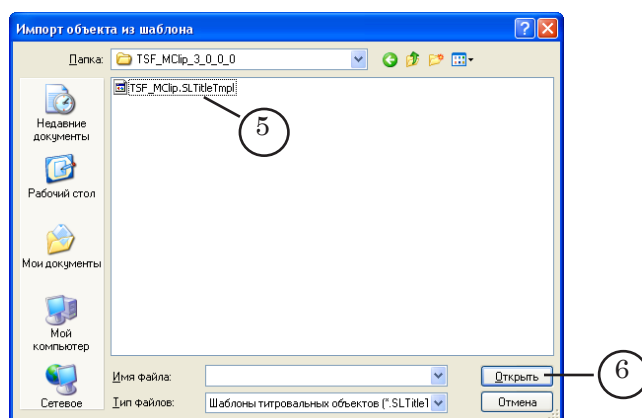 Импорт объекта из шаблона
Папка: TSF_MClip_3_0_0_0
TSF_MClip.SLTitleTmpl
5
Недавние
документы
Рабочий стол
Мои документы
Мой
компьютер
Сетевое
Имя файла:
Открыть
6
Тип файлов: Шаблоны титровальных объектов (*.SLTitleT
Отмена